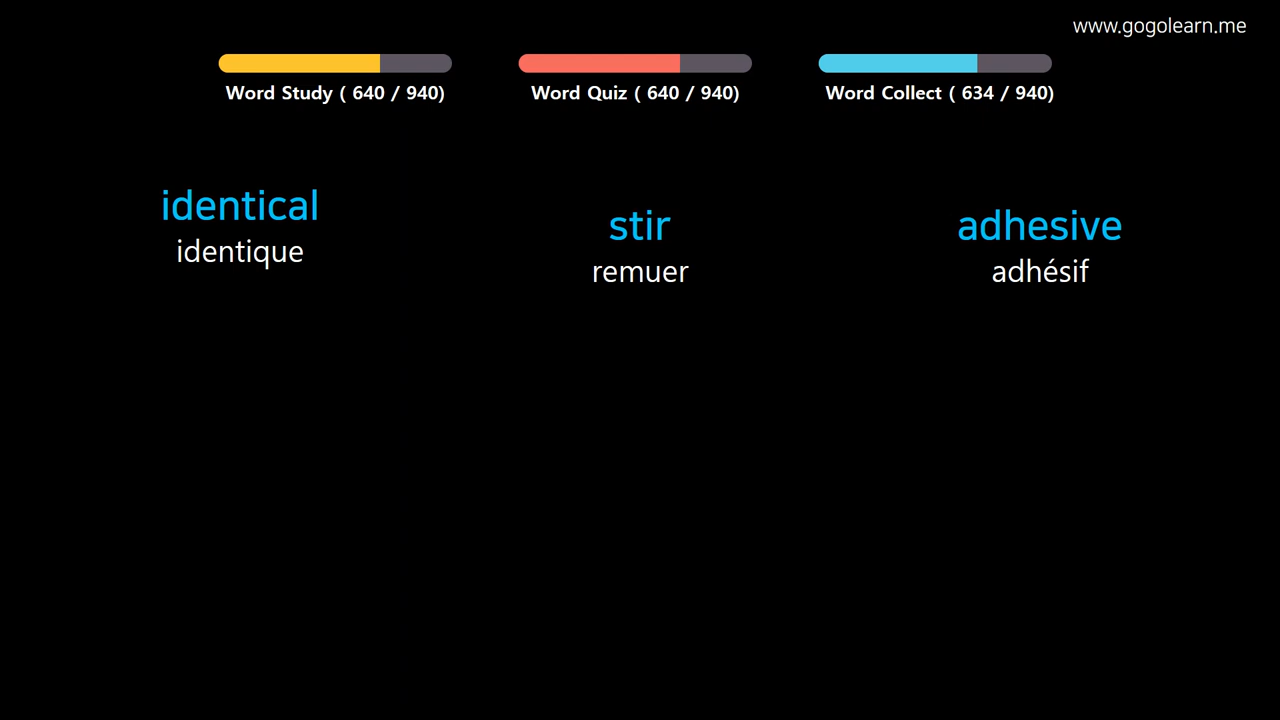 www.gogolearn.me
Word Study ( 640 / 940)
Word Quiz ( 640 / 940)
Word Collect ( 634 / 940)
identical
identique
stir
remuer
adhesive
adhésif